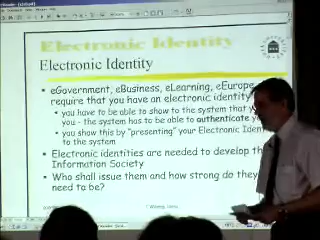 Electronic Identity
Electronic Identity
• eGovernment, eBusiness, eLearning, eEurope
require that you have an electronic identity
• you have to be able to show to the system that
you - the system has to be able to authenticate
• you show this by "presenting" your Electronic
to the system
• Electronic identities are needed to develop
Information Society
• Who shall issue them and how strong do they
need to be?